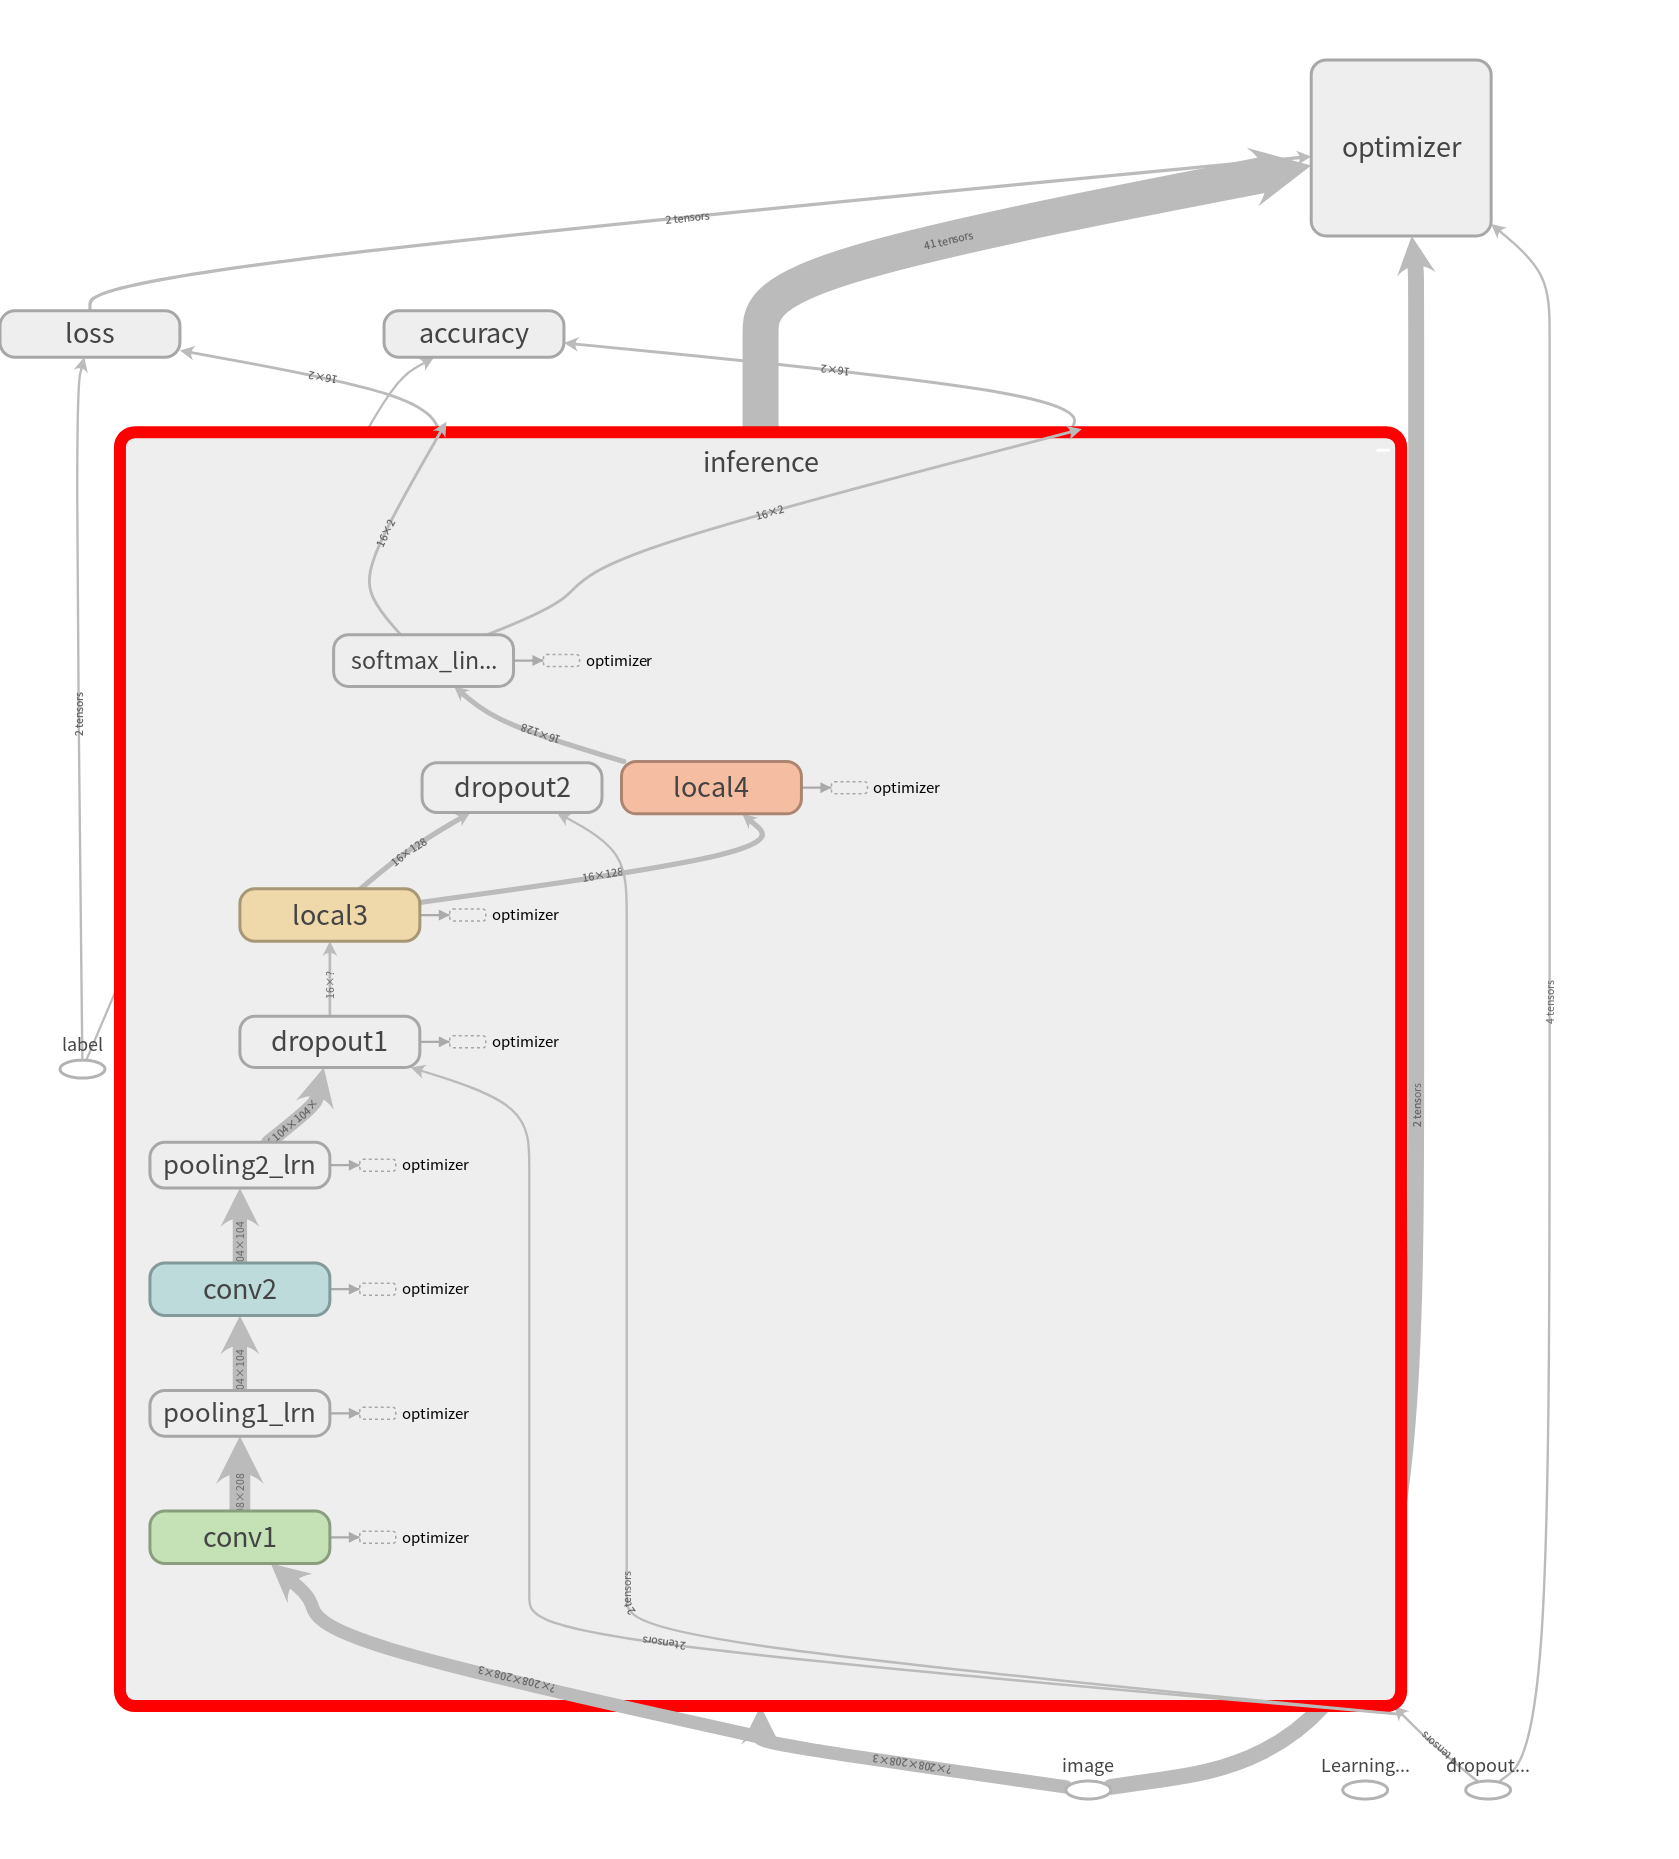 optimizer
2 tensors
41 tensors
loss
accuracy
16×2
16×2
inference
16×2
16×2
softmax_lin...
optimizer
2 tensors
16×128
dropout2
local4
optimizer
16×128
16×128
local3
optimizer
16×?
4 tensors
label
dropout1
optimizer
2 tensors
104×104×
pooling2_lrn
optimizer
04×104
conv2
optimizer
04×104
pooling1_lrn
optimizer
8×208
conv1
optimizer
2 tensors
2 tensors
?×208×208×3
?×208×208×3
image
Learning...
dropout...